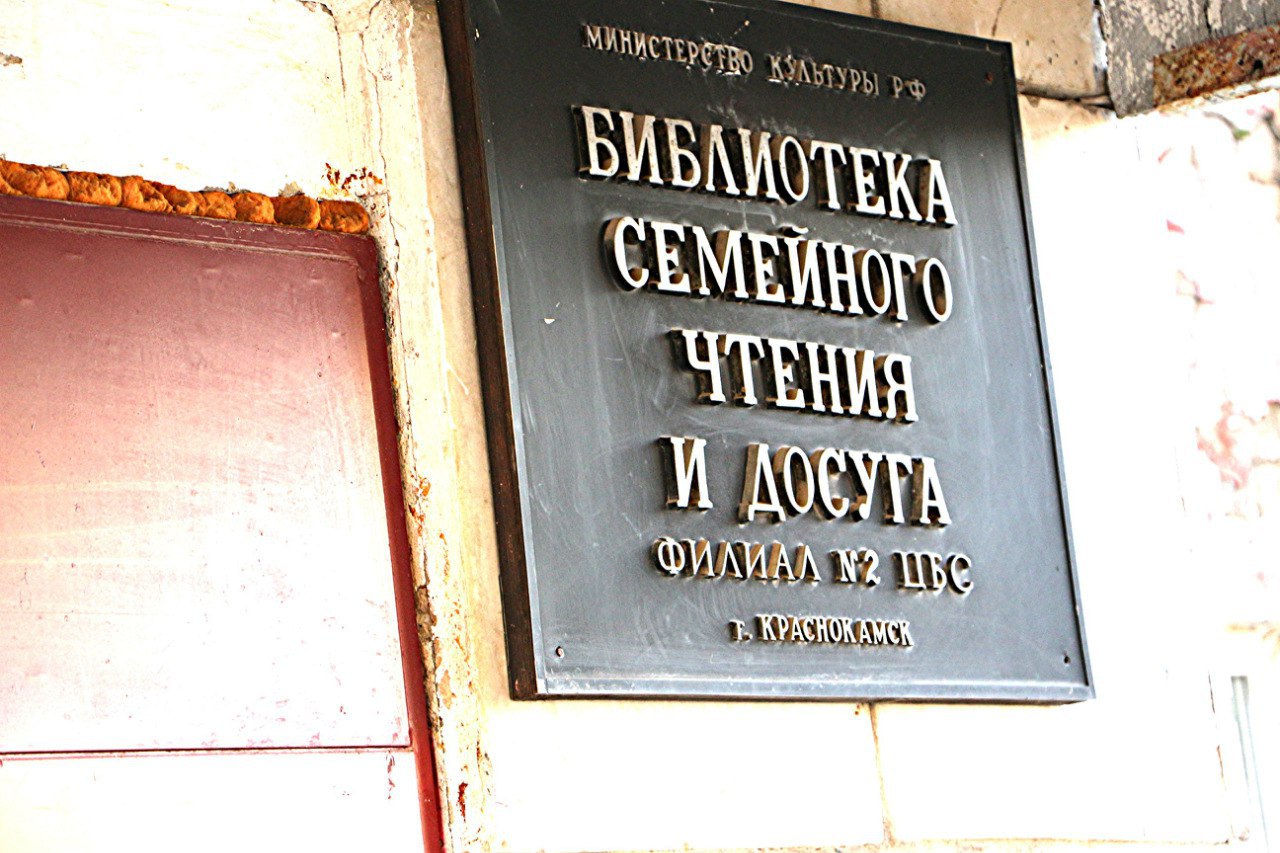 МИНИСТЕРСТВО КУЛЬТУРЫ РФ
БИБЛИОТЕКА
СЕМЕЙНОГО
ЧТЕНИЯ
И ДОСУГА
ФИЛИАЛ №2 ЦБС
г. КРАСНОКАМСК